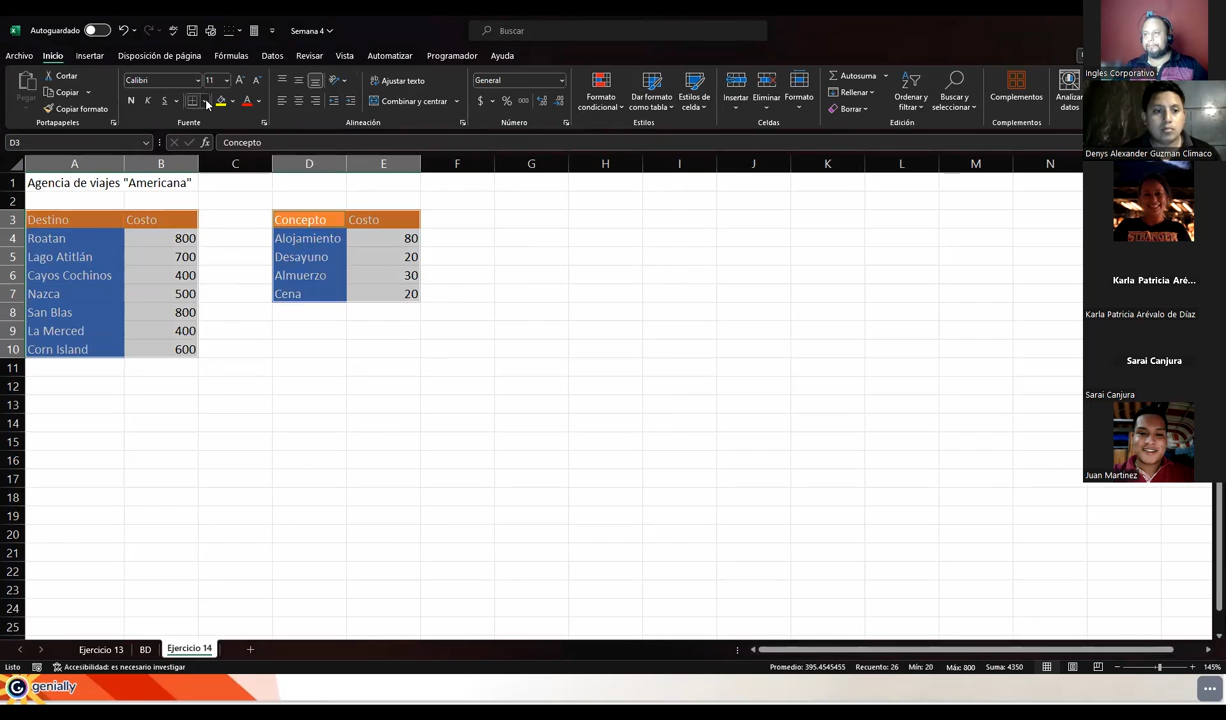 Autoguardado
Semana 4
Buscar
Archivo Inicio Insertar Disposición de página Fórmulas Datos Revisar Vista Automatizar Programador Ayuda
Pegar
Cortar
Copiar
Copiar formato
Portapapeles
Calibri 11
N K S
Fuente
Ajustar texto
Combinar y centrar
Alineación
General
$ % 000
Número
Formato condicional
Dar formato como tabla
Estilos de celda
Estilos
Insertar Eliminar Formato
Celdas
Autosuma
Rellenar
Borrar
Ordenar y filtrar
Buscar y seleccionar
Edición
Complementos
Complementos
Analizar datos
D3
fx
Concepto
A B C D E F G H I J K L M N
1 Agencia de viajes "Americana"
2
3 Destino Costo Concepto Costo
4 Roatan 800 Alojamiento 80
5 Lago Atitlán 700 Desayuno 20
6 Cayos Cochinos 400 Almuerzo 30
7 Nazca 500 Cena 20
8 San Blas 800
9 La Merced 400
10 Corn Island 600
11
12
13
14
15
16
17
18
19
20
21
22
23
24
25
Ejercicio 13 BD Ejercicio 14
Listo
Accesibilidad: es necesario investigar
Promedio: 395.4545455 Recuento: 26 Mín: 20 Máx: 800 Suma: 4350
145%
genially
Ingles Corporativo
Denys Alexander Guzman Climaco
STRANGER
Karla Patricia Aré...
Karla Patricia Arévalo de Díaz
Sarai Canjura
Sarai Canjura
Juan Martinez